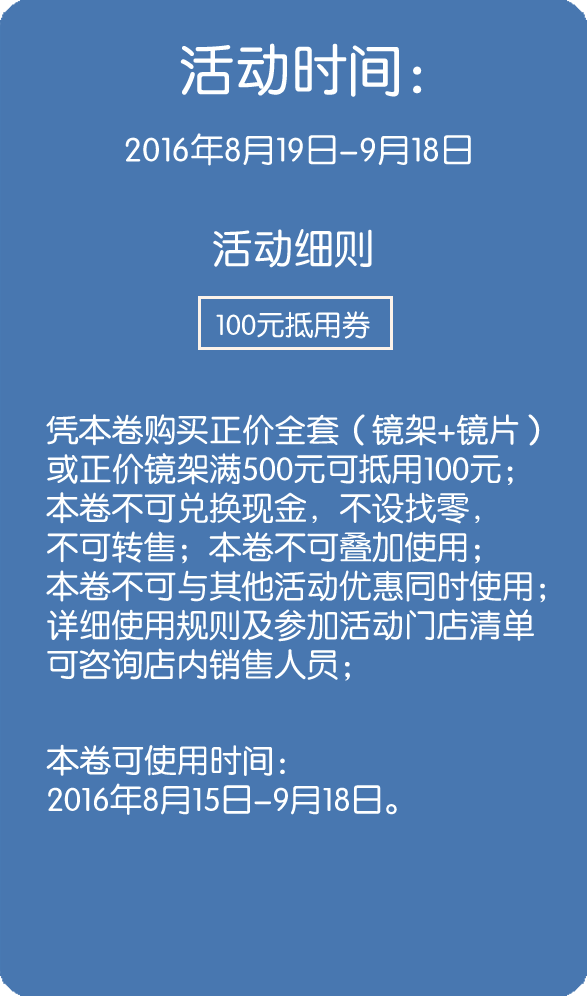 活动时间：
2016年8月19日-9月18日
活动细则
100元抵用券
凭本卷购买正价全套（镜架+镜片）
或正价镜架满500元可抵用100元；
本卷不可兑换现金，不设找零，
不可转售；本卷不可叠加使用；
本卷不可与其他活动优惠同时使用；
详细使用规则及参加活动门店清单
可咨询店内销售人员；
本卷可使用时间：
2016年8月15日-9月18日。